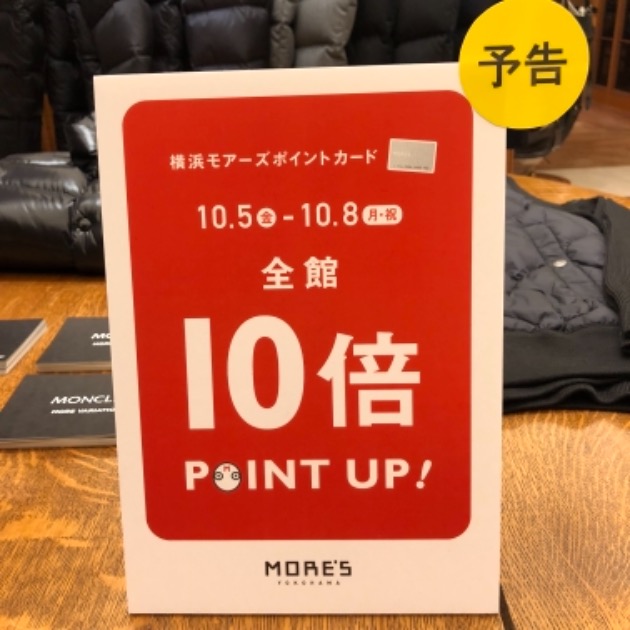 予告
横浜モアーズポイントカード
10.5金-10.8月・祝
全館
10倍
POINT UP!
MORE'S
YOKOHAMA
MONCL